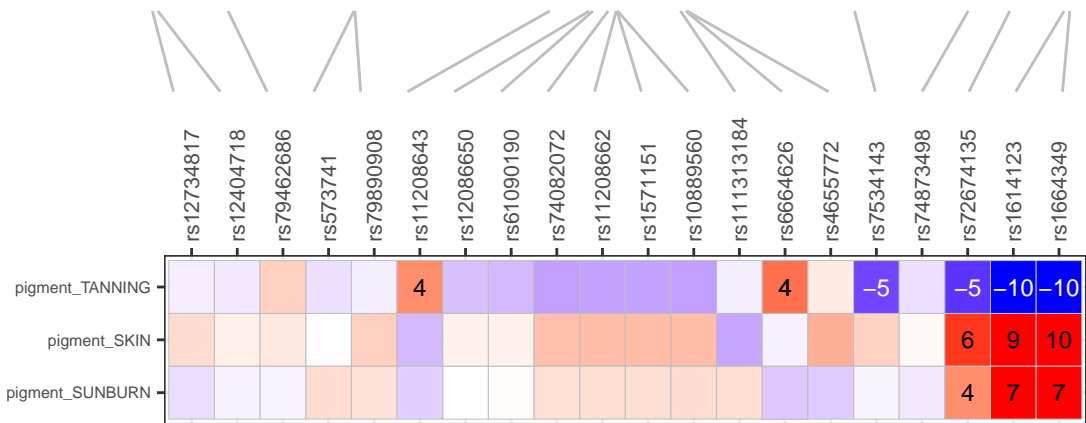 rs12734817
rs12404718
rs79462686
rs573741
rs79890908
rs11208643
rs12086650
rs61090190
rs74082072
rs11208662
rs1571151
rs10889560
rs111313184
rs6664626
rs4655772
rs7534143
rs74873498
rs72674135
rs1614123
rs1664349
pigment_TANNING 4 4 −5 −5 −10 −10
pigment_SKIN 6 9 10
pigment_SUNBURN 4 7 7